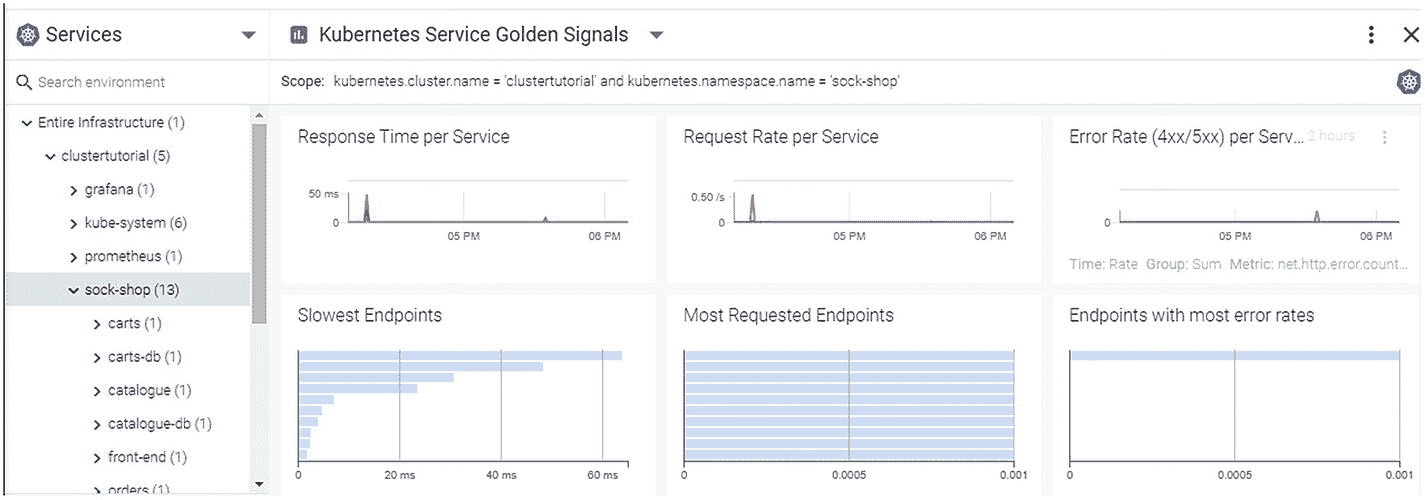 Services
Kubernetes Service Golden Signals
Search environment
Scope: kubernetes.cluster.name = 'clustertutorial' and kubernetes.namespace.name = 'sock-shop'
Entire Infrastructure (1)
clustertutorial (5)
grafana (1)
kube-system (6)
prometheus (1)
sock-shop (13)
carts (1)
carts-db (1)
catalogue (1)
catalogue-db (1)
front-end (1)
orders (1)
Response Time per Service
50 ms
0
05 PM 06 PM
Request Rate per Service
0.50 /s
0
05 PM 06 PM
Error Rate (4xx/5xx) per Serv... 2 hours
0
05 PM 06 PM
Time: Rate Group: Sum Metric: net.http.error.count...
Slowest Endpoints
0 20 ms 40 ms 60 ms
Most Requested Endpoints
0 0.0005 0.001
Endpoints with most error rates
0 0.0005 0.001